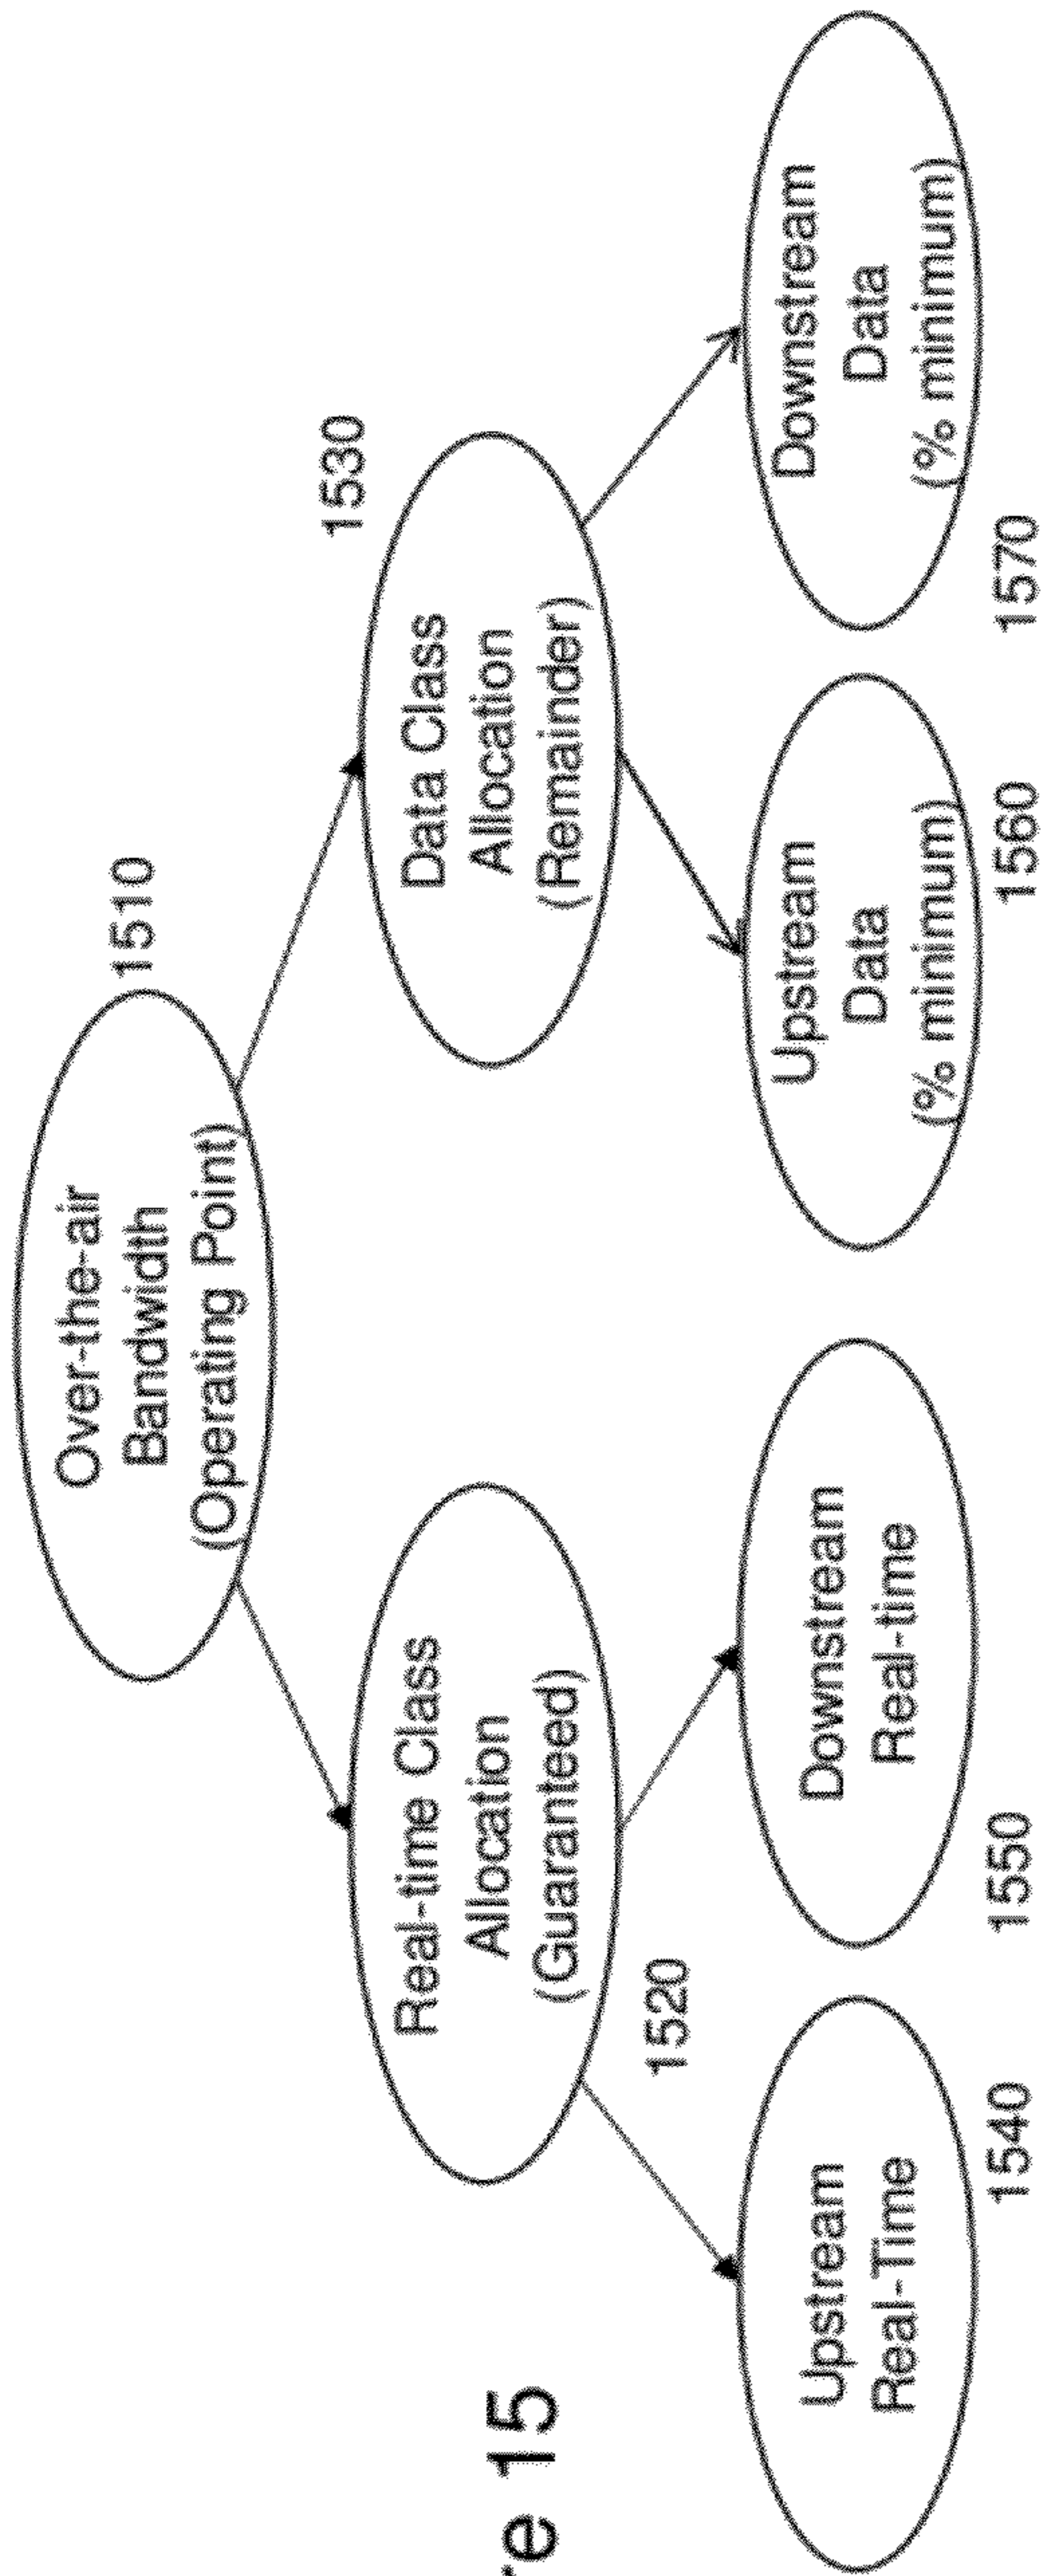 Over-the-air
Bandwidth
(Operating Point)
1510
Real-time Class
Allocation
(Guaranteed)
1520
Data Class
Allocation
(Remainder)
1530
Upstream
Real-Time
1540
Downstream
Real-time
1550
Upstream
Data
(% minimum)
1560
Downstream
Data
(% minimum)
1570
re 15